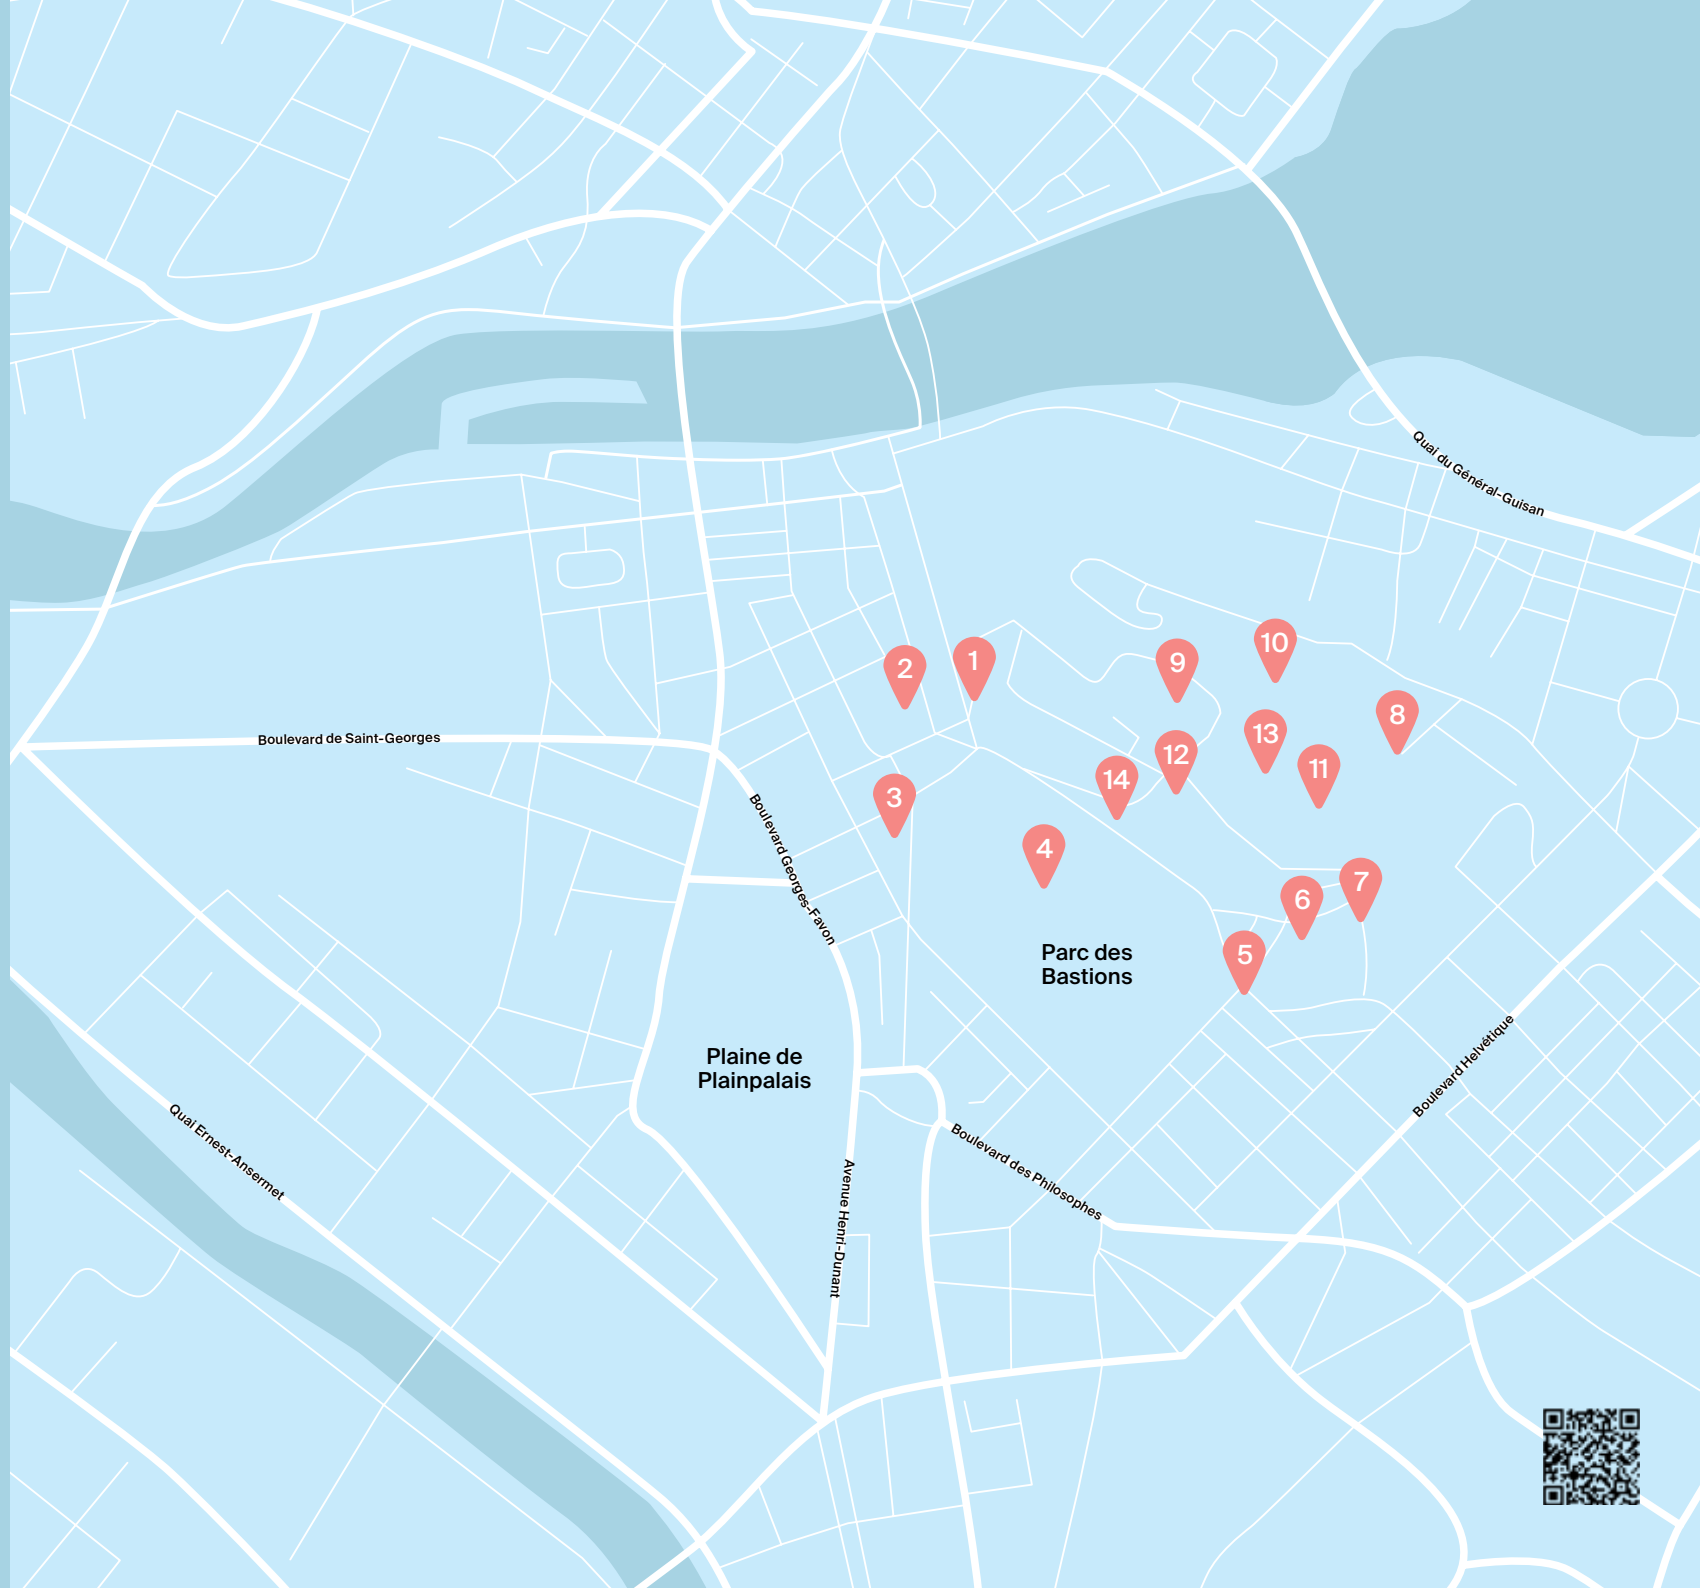 Quai du Général-Guisan
10
1
9
2
8
13
12
11
Boulevard de Saint-Georges
14
3
4
Boulevard Georges-Favon
7
6
Parc des
Bastions
5
Plaine de
Plainpalais
Boulevard Helvétique
Quai Ernest-Ansermet
Boulevard des Philosophes
Avenue Henri-Dunant